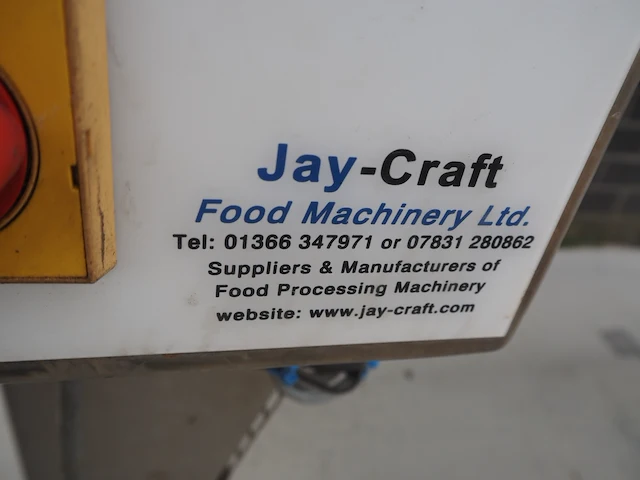 Jay-Craft
Food Machinery Ltd.
Tel: 01366 347971 or 07831 280862
Suppliers & Manufacturers of
Food Processing Machinery
website: www.jay-craft.com